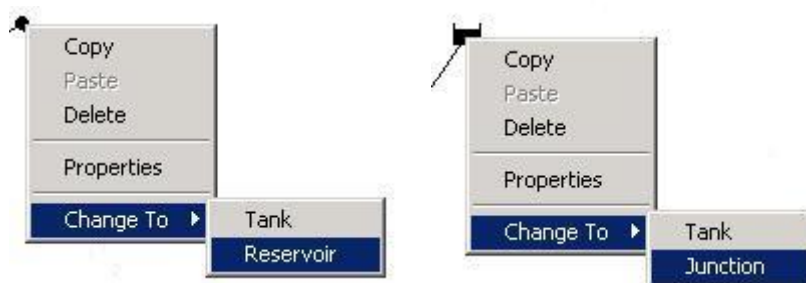 Copy
Paste
Delete
Properties
Change To
Tank
Reservoir
Copy
Paste
Delete
Properties
Change To
Tank
Junction